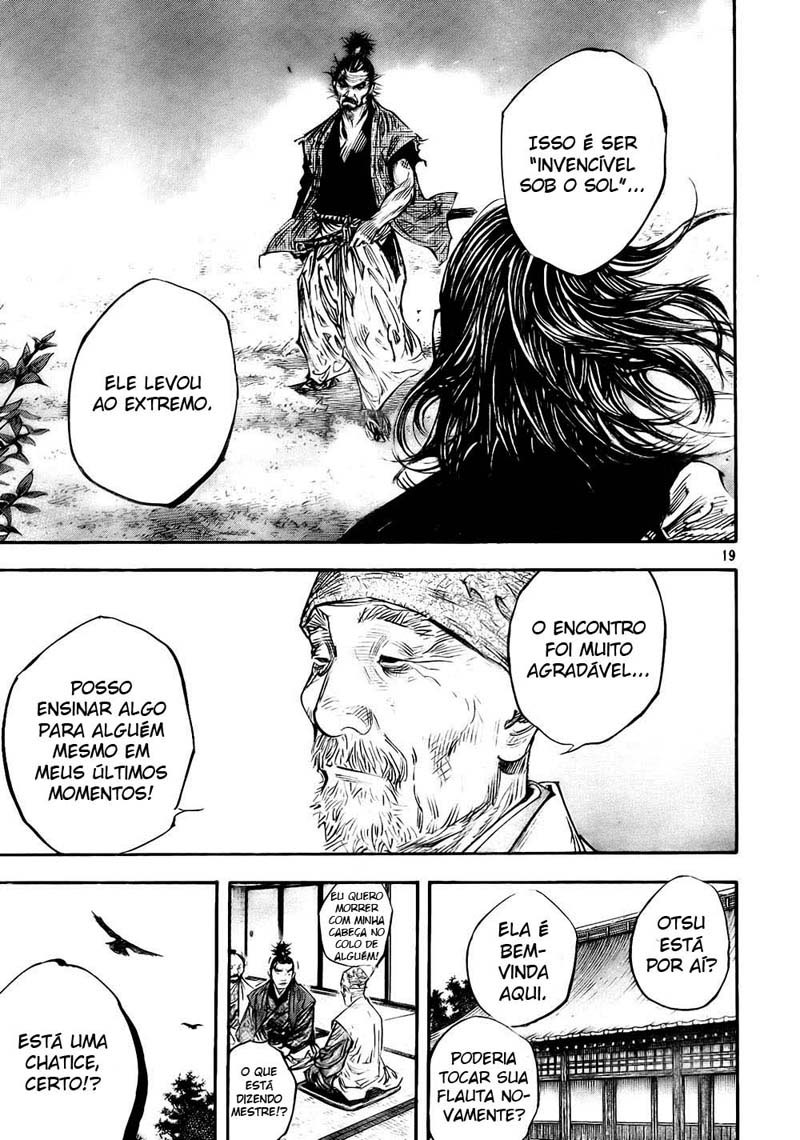 ISSO É SER
"INVENCÍVEL
SOB O SOL"...
ELE LEVOU
AO EXTREMO.
19
O ENCONTRO
FOI MUITO
AGRADÁVEL...
POSSO
ENSINAR ALGO
PARA ALGUÉM
MESMO EM
MEUS ÚLTIMOS
MOMENTOS!
OTSU
ESTÁ
POR AÍ?
ELA É
BEM-
VINDA
AQUI.
PODERIA
TOCAR SUA
FLAUTA NO-
VAMENTE?
EU QUERO
MORRER
COM MINHA
CABEÇA NO
COLO DE
ALGUÉM!
O QUE
ESTÁ
DIZENDO
MESTRE!?
ESTÁ UMA
CHATICE,
CERTO!?